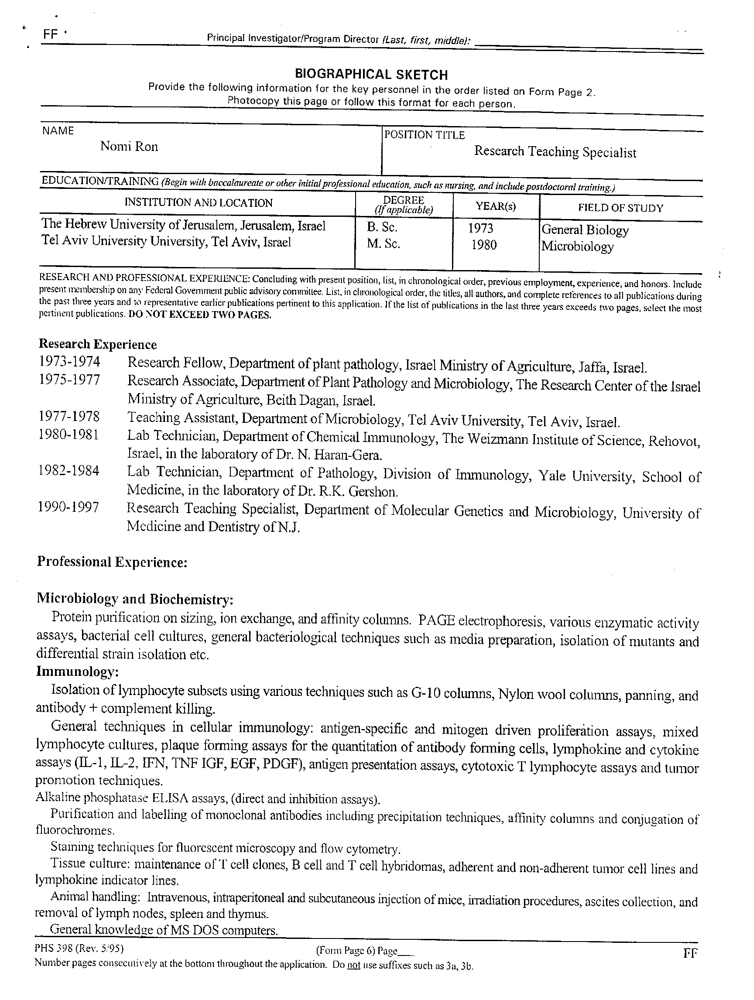 FF
Principal Investigator/Program Director (Last, first, middle):
BIOGRAPHICAL SKETCH
Provide the following information for the key personnel in the order listed on Form Page 2.
Photocopy this page or follow this format for each person.
NAME
Nomi Ron
POSITION TITLE
Research Teaching Specialist
EDUCATION/TRAINING (Begin with baccalaureate or other initial professional education, such as nursing, and include postdoctoral training.)
INSTITUTION AND LOCATION
DEGREE
(If applicable)
YEAR(s)
FIELD OF STUDY
The Hebrew University of Jerusalem, Jerusalem, Israel B. Sc. 1973 General Biology
Tel Aviv University University, Tel Aviv, Israel M. Sc. 1980 Microbiology
RESEARCH AND PROFESSIONAL EXPERIENCE: Concluding with present position, list, in chronological order, previous employment, experience, and honors. Include
present membership on any Federal Government public advisory committee. List, in chronological order, the titles, all authors, and complete references to all publications during
the past three years and to representative earlier publications pertinent to this application. If the list of publications in the last three years exceeds two pages, select the most
pertinent publications. DO NOT EXCEED TWO PAGES.
Research Experience
1973-1974 Research Fellow, Department of plant pathology, Israel Ministry of Agriculture, Jaffa, Israel.
1975-1977 Research Associate, Department of Plant Pathology and Microbiology, The Research Center of the Israel
Ministry of Agriculture, Beith Dagan, Israel.
1977-1978 Teaching Assistant, Department of Microbiology, Tel Aviv University, Tel Aviv, Israel.
1980-1981 Lab Technician, Department of Chemical Immunology, The Weizmann Institute of Science, Rehovot,
Israel, in the laboratory of Dr. N. Haran-Gera.
1982-1984 Lab Technician, Department of Pathology, Division of Immunology, Yale University, School of
Medicine, in the laboratory of Dr. R.K. Gershon.
1990-1997 Research Teaching Specialist, Department of Molecular Genetics and Microbiology, University of
Medicine and Dentistry of N.J.
Professional Experience:
Microbiology and Biochemistry:
Protein purification on sizing, ion exchange, and affinity columns. PAGE electrophoresis, various enzymatic activity
assays, bacterial cell cultures, general bacteriological techniques such as media preparation, isolation of mutants and
differential strain isolation etc.
Immunology:
Isolation of lymphocyte subsets using various techniques such as G-10 columns, Nylon wool columns, panning, and
antibody + complement killing.
General techniques in cellular immunology: antigen-specific and mitogen driven proliferation assays, mixed
lymphocyte cultures, plaque forming assays for the quantitation of antibody forming cells, lymphokine and cytokine
assays (IL-1, IL-2, IFN, TNF IGF, EGF, PDGF), antigen presentation assays, cytotoxic T lymphocyte assays and tumor
promotion techniques.
Alkaline phosphatase ELISA assays, (direct and inhibition assays).
Purification and labelling of monoclonal antibodies including precipitation techniques, affinity columns and conjugation of
fluorochromes.
Staining techniques for fluorescent microscopy and flow cytometry.
Tissue culture: maintenance of T cell clones, B cell and T cell hybridomas, adherent and non-adherent tumor cell lines and
lymphokine indicator lines.
Animal handling: Intravenous, intraperitoneal and subcutaneous injection of mice, irradiation procedures, ascites collection, and
removal of lymph nodes, spleen and thymus.
General knowledge of MS DOS computers.
PHS 398 (Rev. 5/95) (Form Page 6) Page___ FF
Number pages consecutively at the bottom throughout the application. Do not use suffixes such as 3a, 3b.